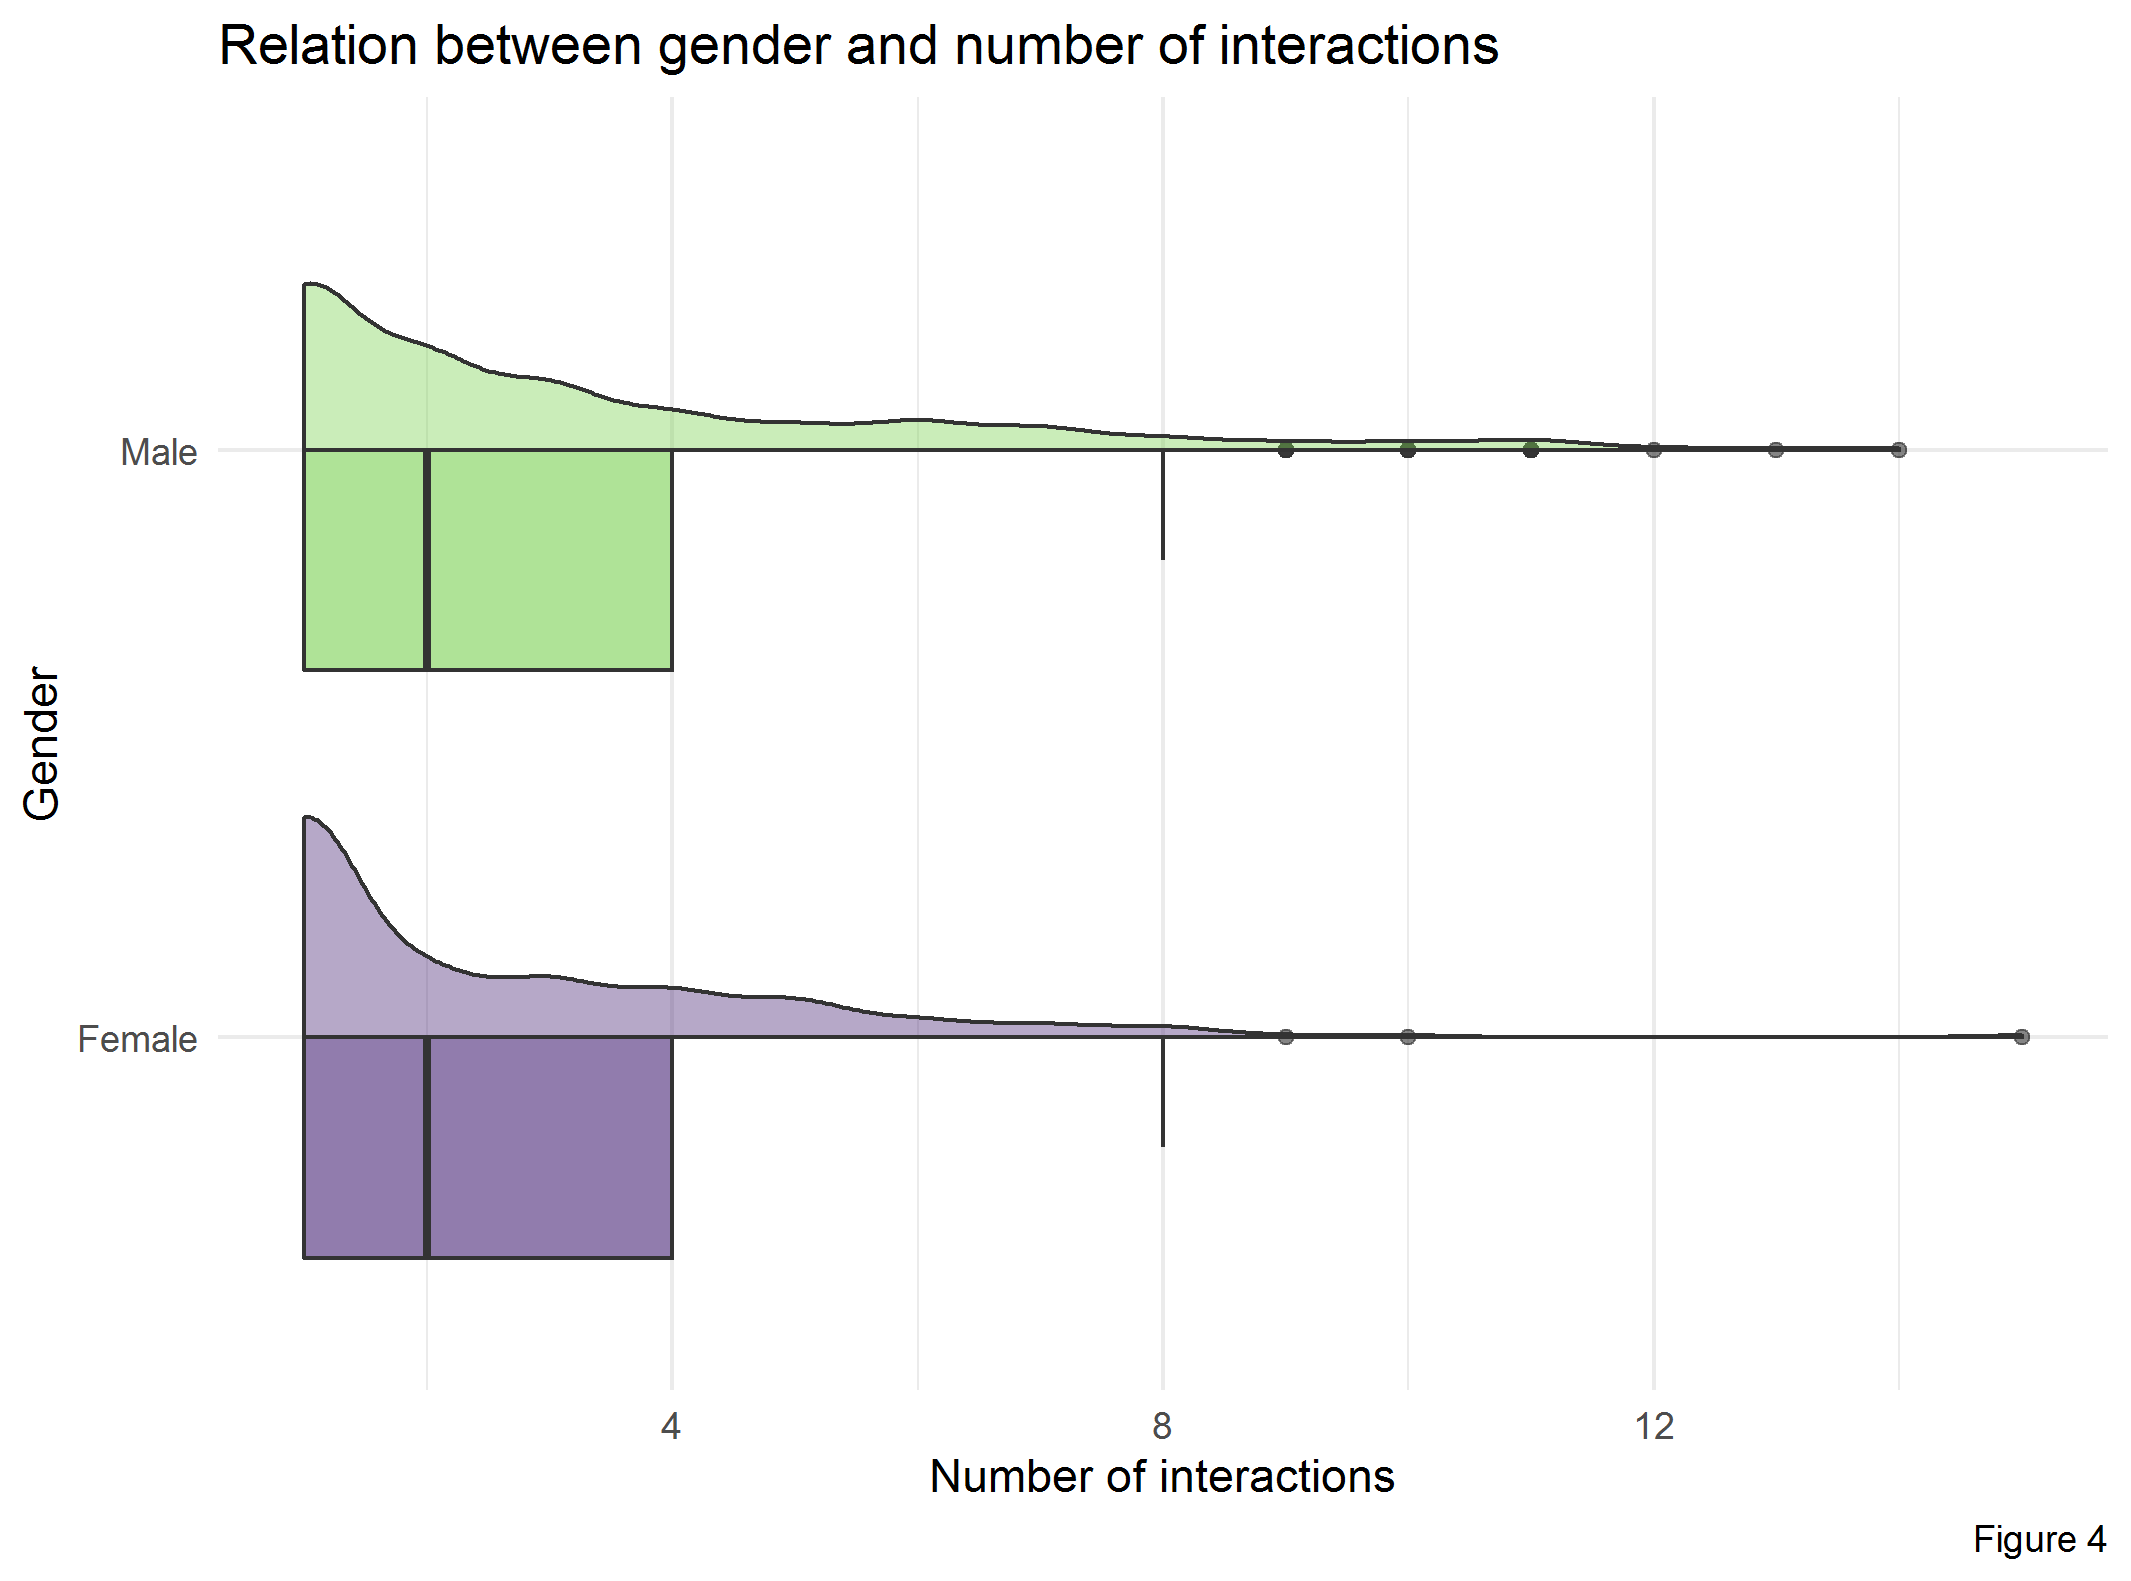 Relation between gender and number of interactions
Male
Gender
Female
4 8 12
Number of interactions
Figure 4